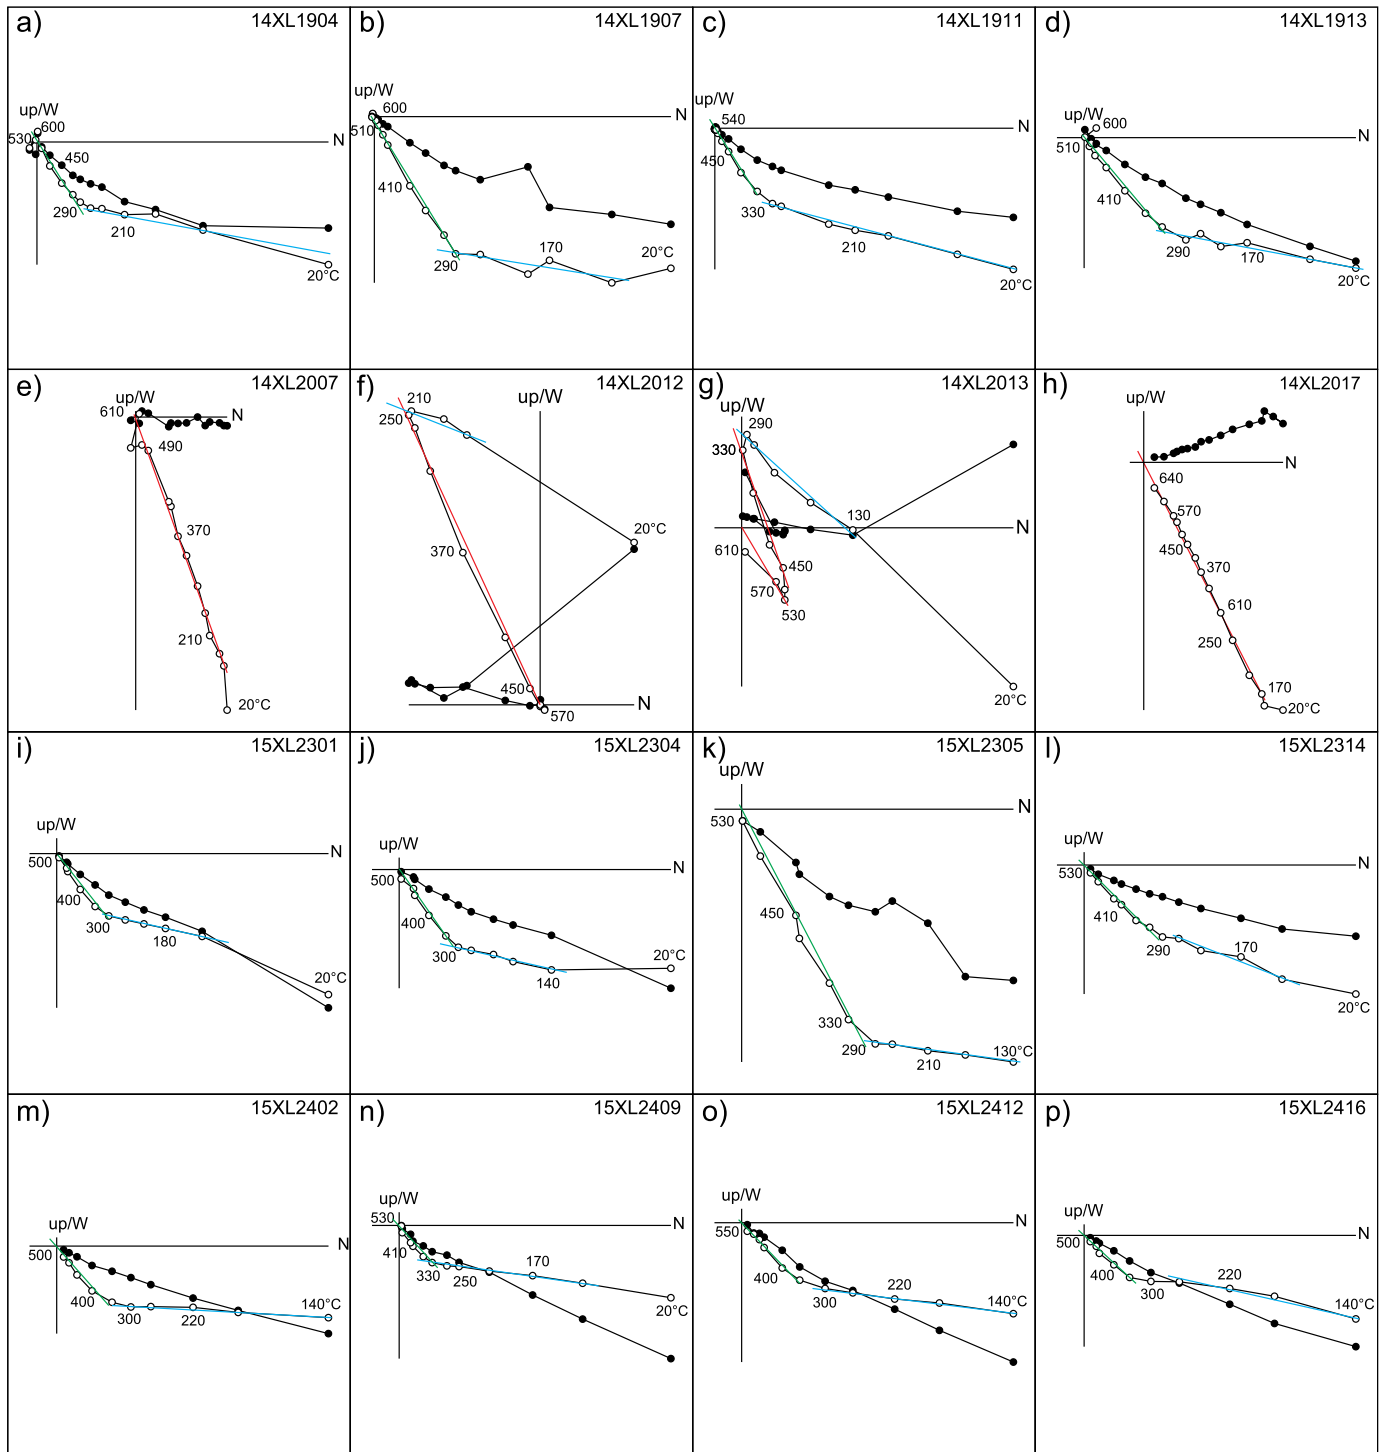 a) 14XL1904
up/W
600
530
N
450
290
210
20°C
b) 14XL1907
up/W
600
N
510
410
290
170
20°C
c) 14XL1911
up/W
540
N
450
330
210
20°C
d) 14XL1913
up/W
600
N
510
410
290
170
20°C
e) 14XL2007
up/W
610
N
490
370
210
20°C
f) 14XL2012
up/W
210
250
20°C
370
450
N
570
g) 14XL2013
up/W
290
330
130
N
610
450
570
530
20°C
h) 14XL2017
up/W
N
640
570
450
370
610
250
170
20°C
i) 15XL2301
up/W
N
500
400
300
180
20°C
j) 15XL2304
up/W
N
500
400
300
20°C
140
k) 15XL2305
up/W
N
530
450
330
290
210
130°C
l) 15XL2314
up/W
N
530
410
290
170
20°C
m) 15XL2402
up/W
N
500
400
300
220
140°C
n) 15XL2409
up/W
530
N
410
330
250
170
20°C
o) 15XL2412
up/W
N
550
400
300
220
140°C
p) 15XL2416
up/W
N
500
400
300
220
140°C